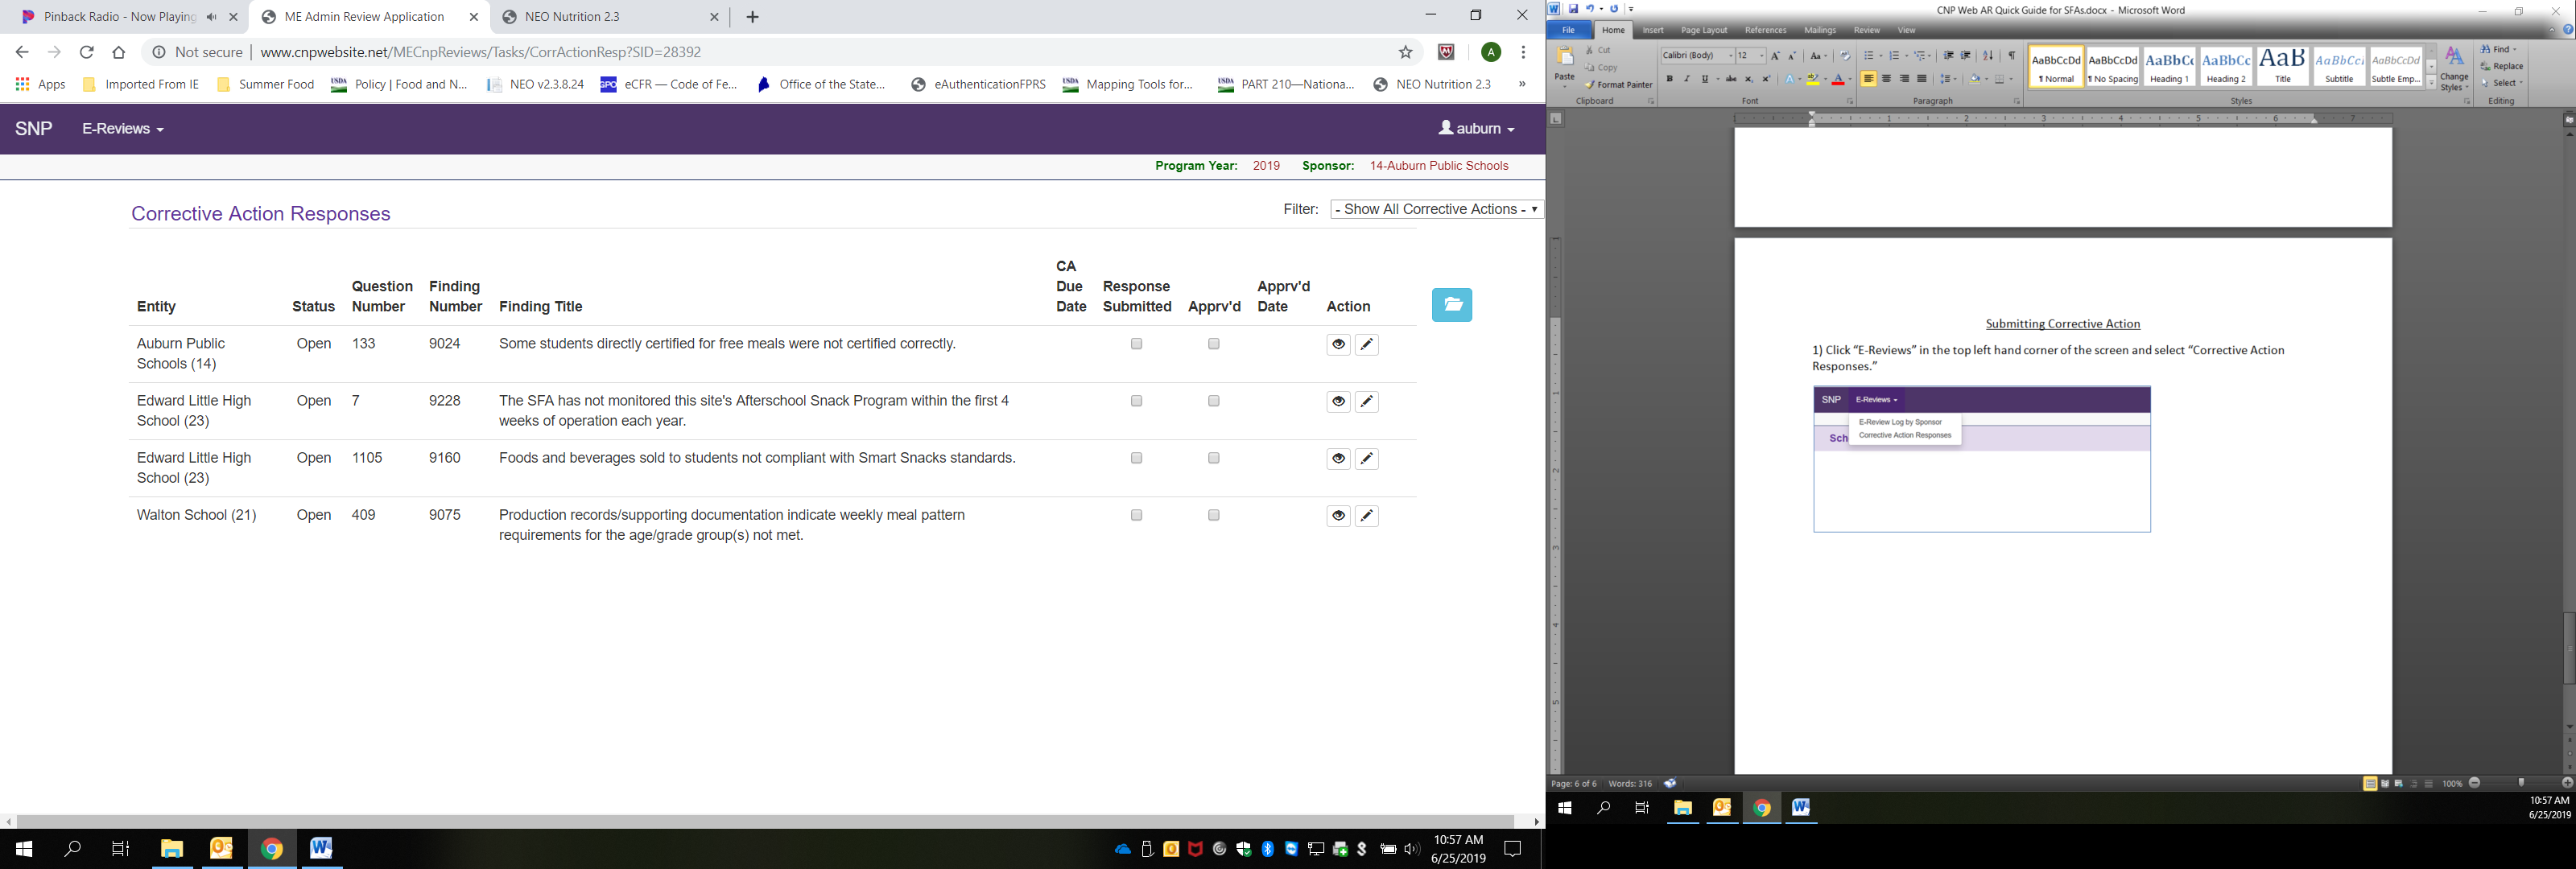 Pinback Radio - Now Playing
ME Admin Review Application
NEO Nutrition 2.3
Not secure | www.cnpwebsite.net/MECnpReviews/Tasks/CorrActionResp?SID=28392
A
Apps
Imported From IE
Summer Food
Policy | Food and N...
NEO v2.3.8.24
eCFR — Code of Fe...
Office of the State...
eAuthenticationFPRS
Mapping Tools for...
PART 210—Nationa...
NEO Nutrition 2.3
»
SNP E-Reviews
auburn
Program Year: 2019 Sponsor: 14-Auburn Public Schools
Corrective Action Responses
Filter: - Show All Corrective Actions -
Entity Status Question Number Finding Number Finding Title CA Due Date Response Submitted Apprv'd Apprv'd Date Action
Auburn Public Open 133 9024 Some students directly certified for free meals were not certified correctly.
Schools (14)
Edward Little High Open 7 9228 The SFA has not monitored this site's Afterschool Snack Program within the first 4
School (23) weeks of operation each year.
Edward Little High Open 1105 9160 Foods and beverages sold to students not compliant with Smart Snacks standards.
School (23)
Walton School (21) Open 409 9075 Production records/supporting documentation indicate weekly meal pattern
requirements for the age/grade group(s) not met.
10:57 AM
6/25/2019
CNP Web AR Quick Guide for SFAs.docx - Microsoft Word
File Home Insert Page Layout References Mailings Review View
Paste
Cut
Copy
Format Painter
Clipboard
Calibri (Body) 12
Font
Paragraph
AaBbCcDd AaBbCcDd AaBbCc AaBbCc AaB AaBbCc AaBbCcDd
¶ Normal ¶ No Spacing Heading 1 Heading 2 Title Subtitle Subtle Emp...
Change Styles
Styles
Find
Replace
Select
Editing
Submitting Corrective Action
1) Click “E-Reviews” in the top left hand corner of the screen and select “Corrective Action
Responses.”
SNP E-Reviews
E-Review Log by Sponsor
Sch Corrective Action Responses
Page: 6 of 6 Words: 316
100%
10:57 AM
6/25/2019